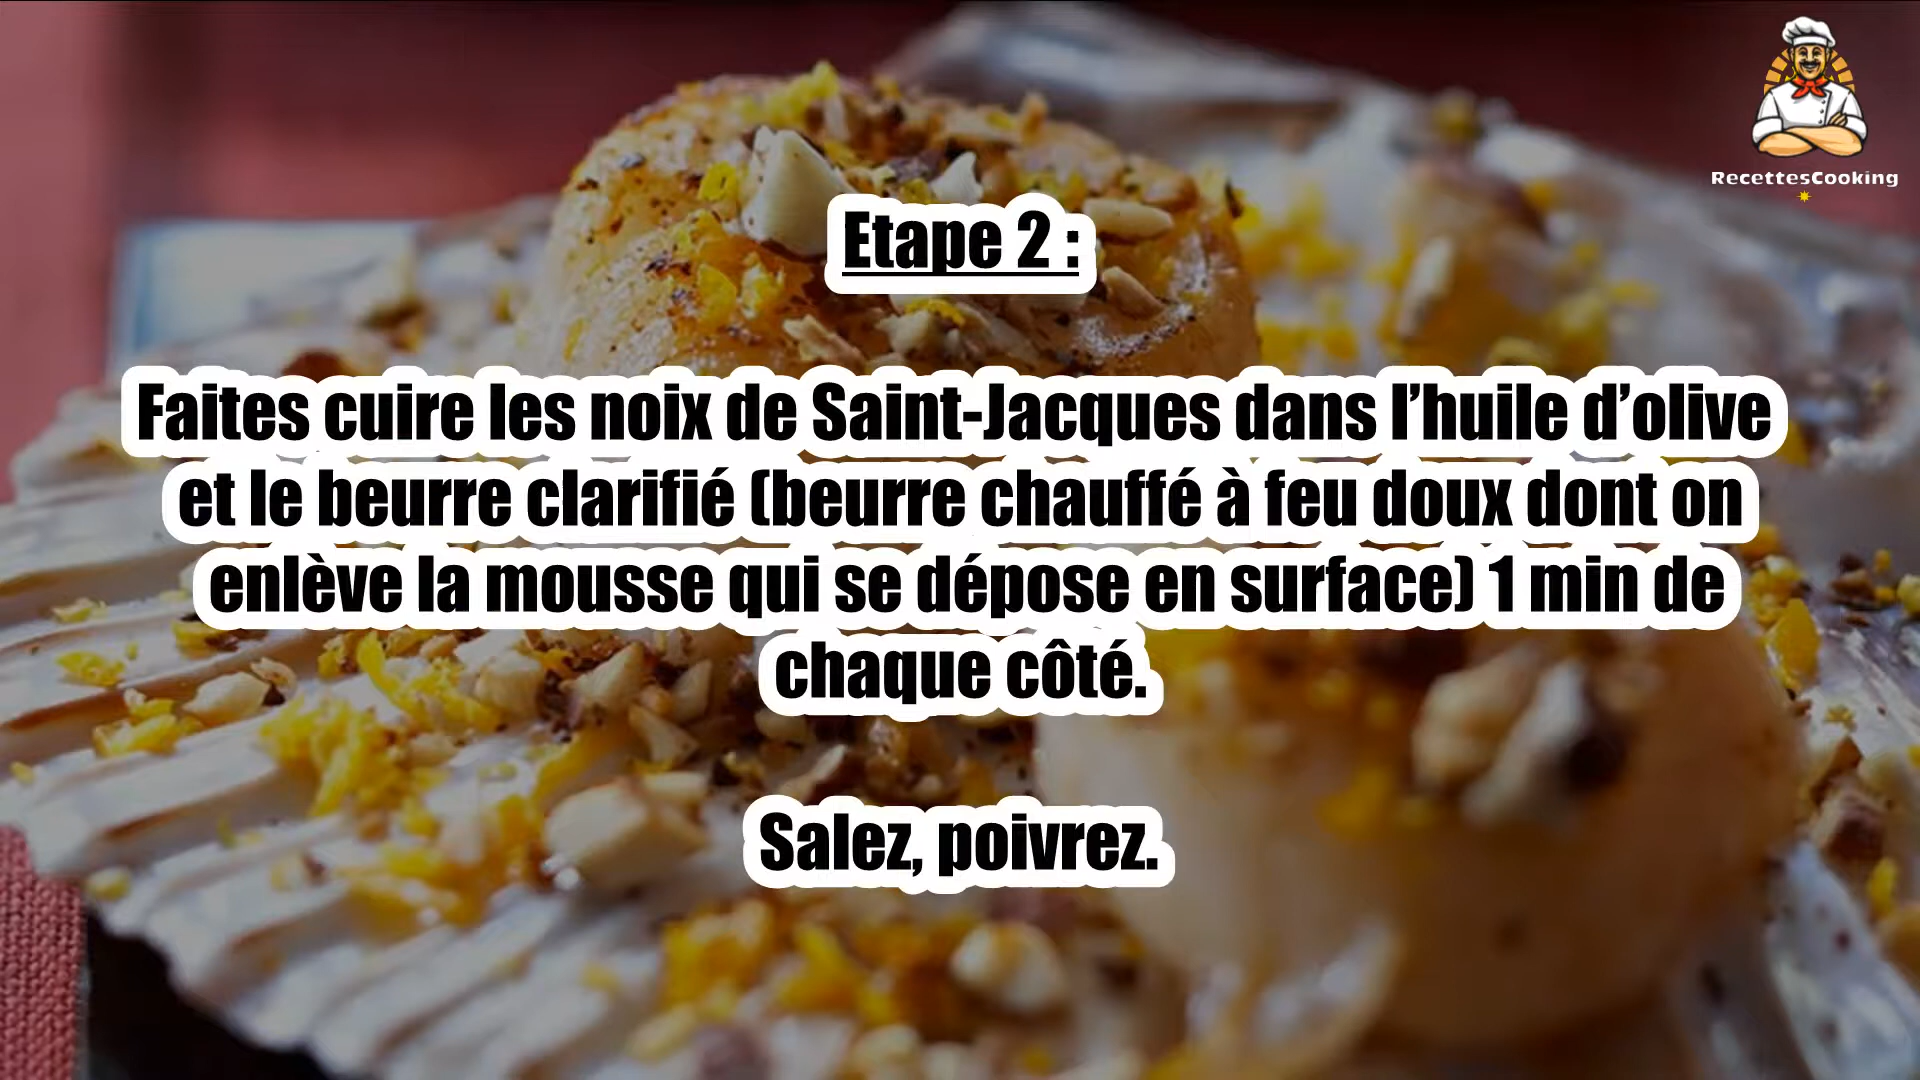 RecettesCooking
Etape 2 :
Faites cuire les noix de Saint-Jacques dans l’huile d’olive
et le beurre clarifié (beurre chauffé à feu doux dont on
enlève la mousse qui se dépose en surface) 1 min de
chaque côté.
Salez, poivrez.